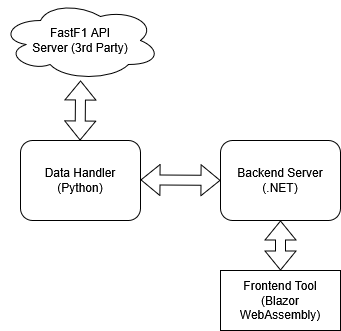 FastF1 API
Server (3rd Party)
Data Handler
(Python)
Backend Server
(.NET)
Frontend Tool
(Blazor
WebAssembly)